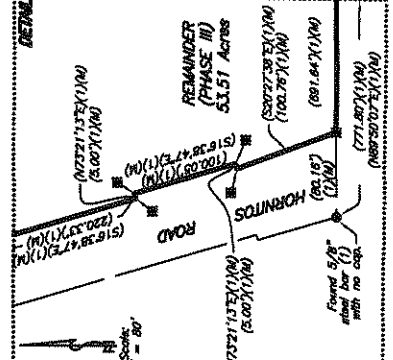 DETAIL
REMAINDER
(PHASE III)
53.51 Acres
(N73°21'13"E)(1)(M)
(5.00')(1)(M)
(S16°38'47"E)(1)(M)
(220.33')(1)(M)
(S16°38'47"E)(1)(M)
(100.08')(1)(M)
(S20°27'38"E)(1)(M)
(100.76')(1)(M)
(691.64')(1)(M)
HORNITOS
ROAD
73°21'13"E)(1)(M)
(5.00')(1)(M)
(80.16')
(1)(M)
(771.80')(1)(M)
(N69°50'07"E)(1)(M)
Found 5/8"
steel bar (1)
with no cap.
Scale:
= 80'